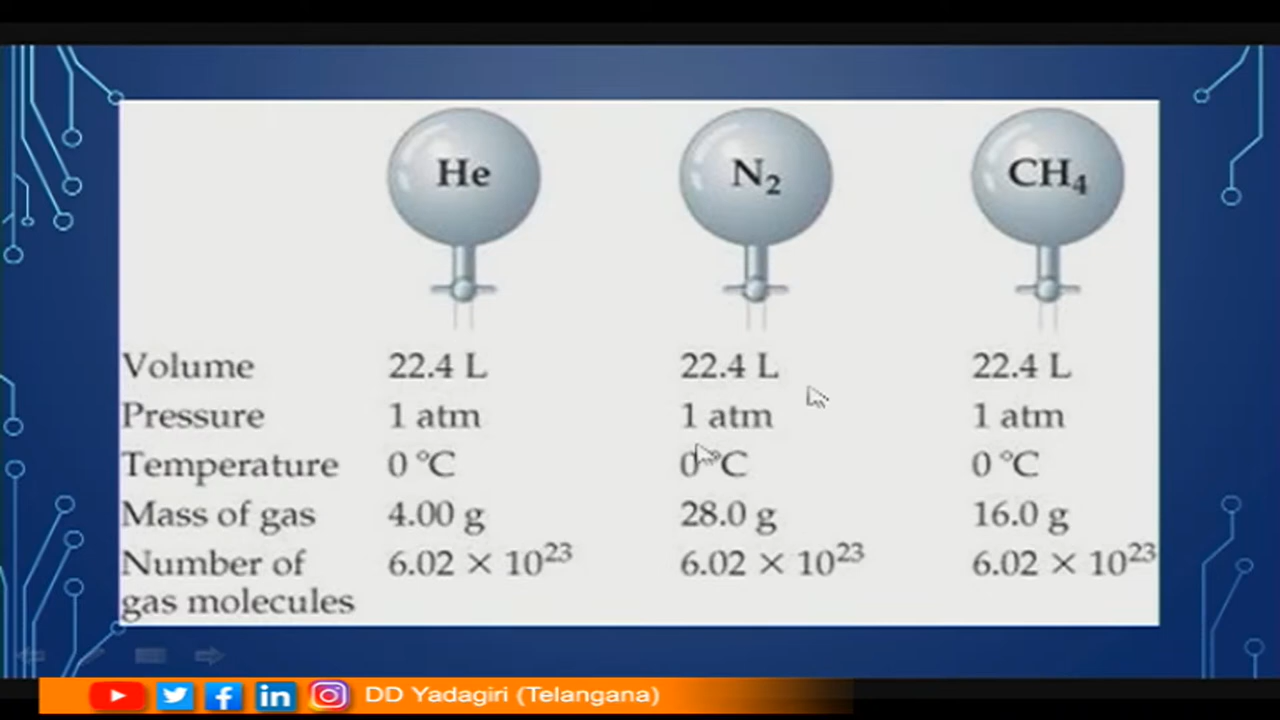 He N₂ CH₄
Volume 22.4 L 22.4 L 22.4 L
Pressure 1 atm 1 atm 1 atm
Temperature 0 °C 0 °C 0 °C
Mass of gas 4.00 g 28.0 g 16.0 g
Number of 6.02 × 10²³ 6.02 × 10²³ 6.02 × 10²³
gas molecules
DD Yadagiri (Telangana)